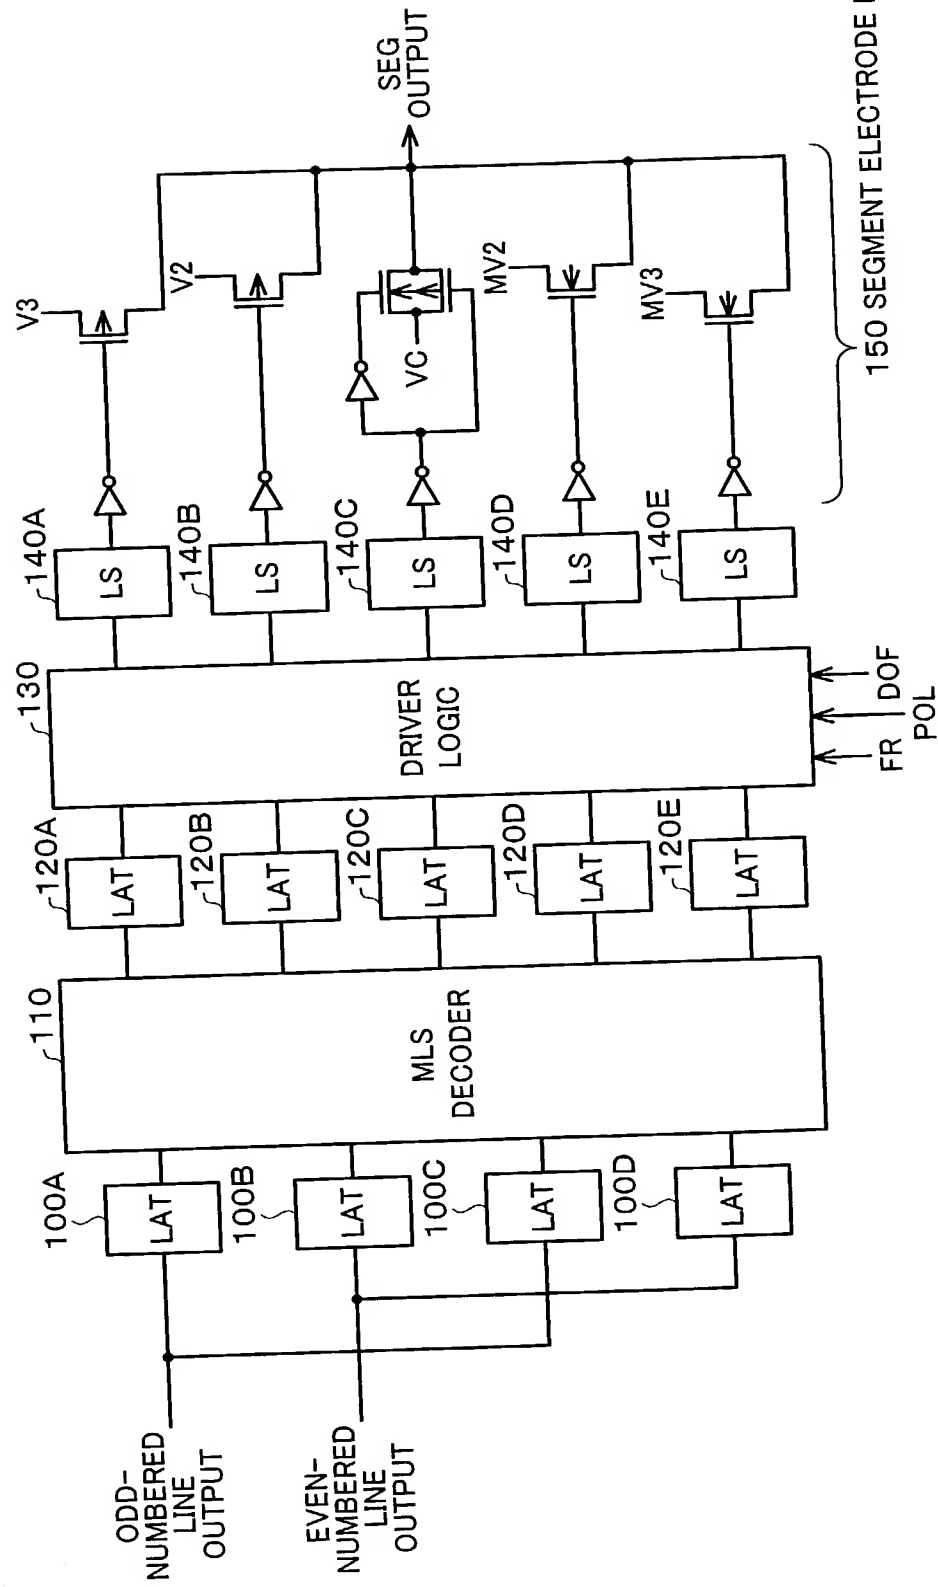 ODD-
NUMBERED
LINE
OUTPUT
EVEN-
NUMBERED
LINE
OUTPUT
100A
LAT
100B
LAT
100C
LAT
100D
LAT
110
MLS
DECODER
120A
LAT
120B
LAT
120C
LAT
120D
LAT
120E
LAT
130
DRIVER
LOGIC
FR
POL
DOF
140A
LS
140B
LS
140C
LS
140D
LS
140E
LS
V3
V2
VC
MV2
MV3
SEG
OUTPUT
150 SEGMENT ELECTRODE